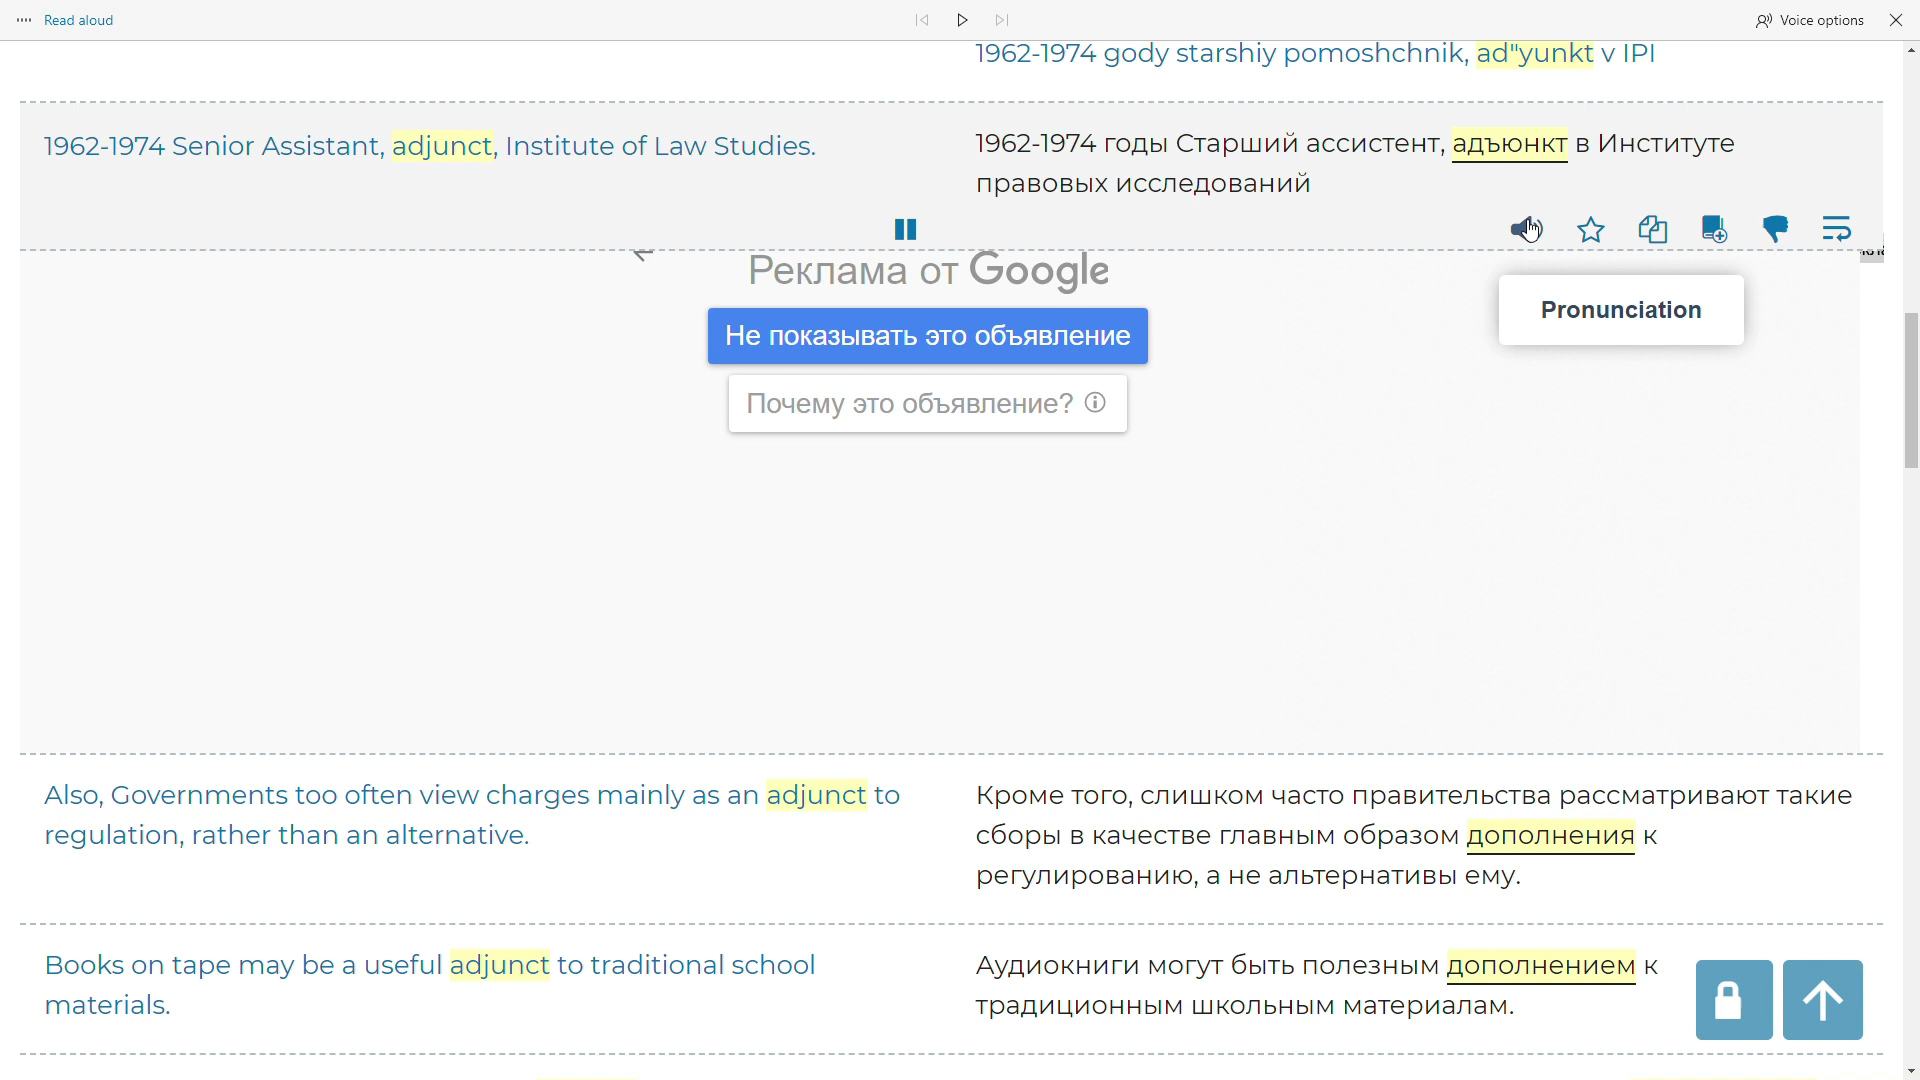 Read aloud
Voice options
1962-1974 gody starshiy pomoshchnik, ad"yunkt v IPI
1962-1974 Senior Assistant, adjunct, Institute of Law Studies.
1962-1974 годы Старший ассистент, адъюнкт в Институте
правовых исследований
Реклама от Google
Не показывать это объявление
Почему это объявление?
Pronunciation
Also, Governments too often view charges mainly as an adjunct to
regulation, rather than an alternative.
Кроме того, слишком часто правительства рассматривают такие
сборы в качестве главным образом дополнения к
регулированию, а не альтернативы ему.
Books on tape may be a useful adjunct to traditional school
materials.
Аудиокниги могут быть полезным дополнением к
традиционным школьным материалам.